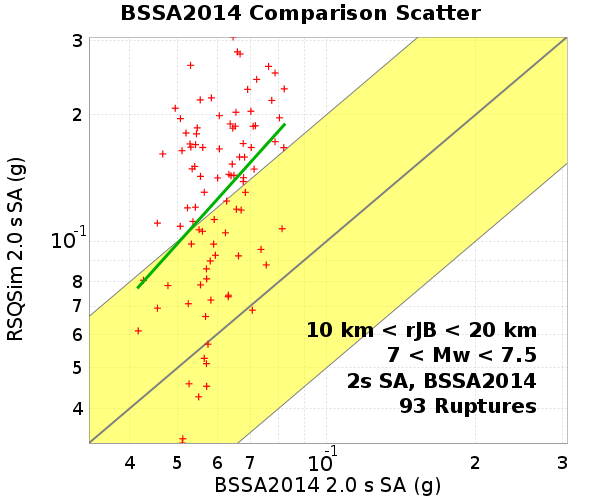 BSSA2014 Comparison Scatter
RSQSim 2.0 s SA (g)
3
2
10-1
8
7
6
5
4
10 km < rJB < 20 km
7 < Mw < 7.5
2s SA, BSSA2014
93 Ruptures
4 5 6 7 10-1 2 3
BSSA2014 2.0 s SA (g)